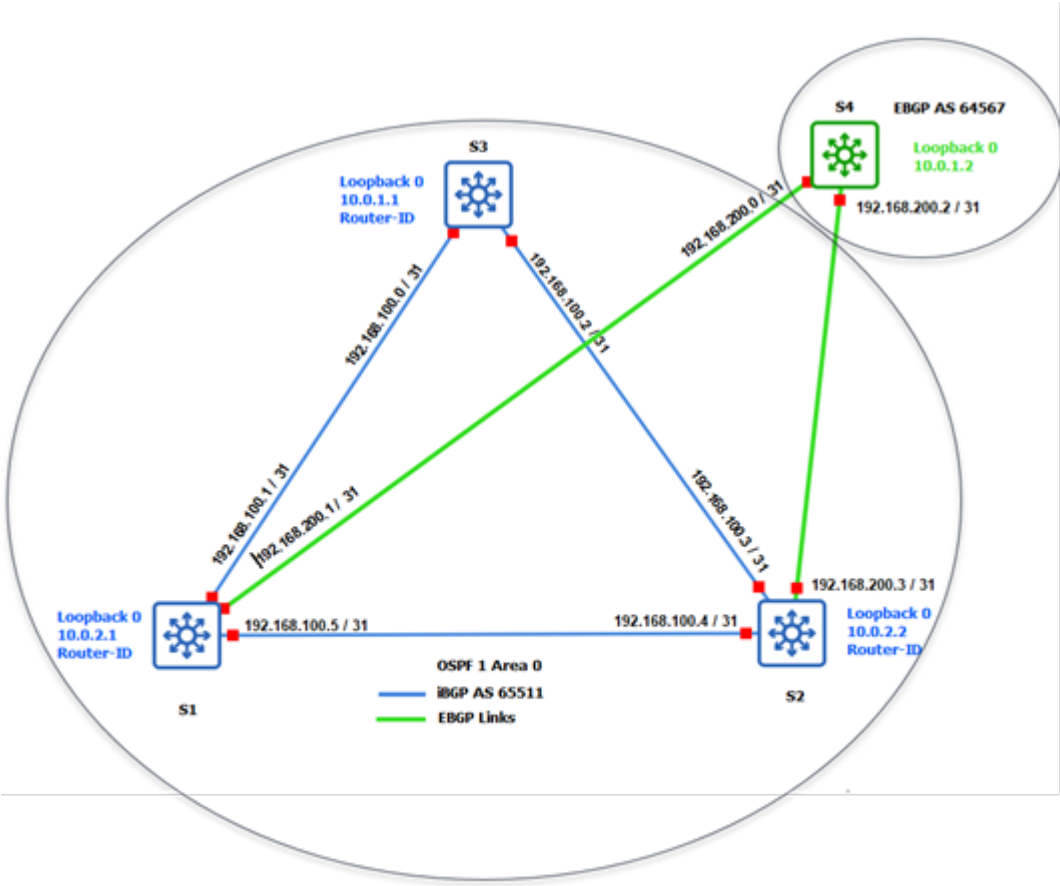 S4
EBGP AS 64567
Loopback 0
10.0.1.2
192.168.200.2 / 31
S3
Loopback 0
10.0.1.1
Router-ID
192.168.200.0 / 31
192.168.100.0 / 31
192.168.100.2 / 31
192.168.100.1 / 31
192.168.200.1 / 31
192.168.100.3 / 31
192.168.200.3 / 31
Loopback 0
10.0.2.1
Router-ID
192.168.100.5 / 31
192.168.100.4 / 31
Loopback 0
10.0.2.2
Router-ID
S1
S2
OSPF 1 Area 0
iBGP AS 65511
EBGP Links